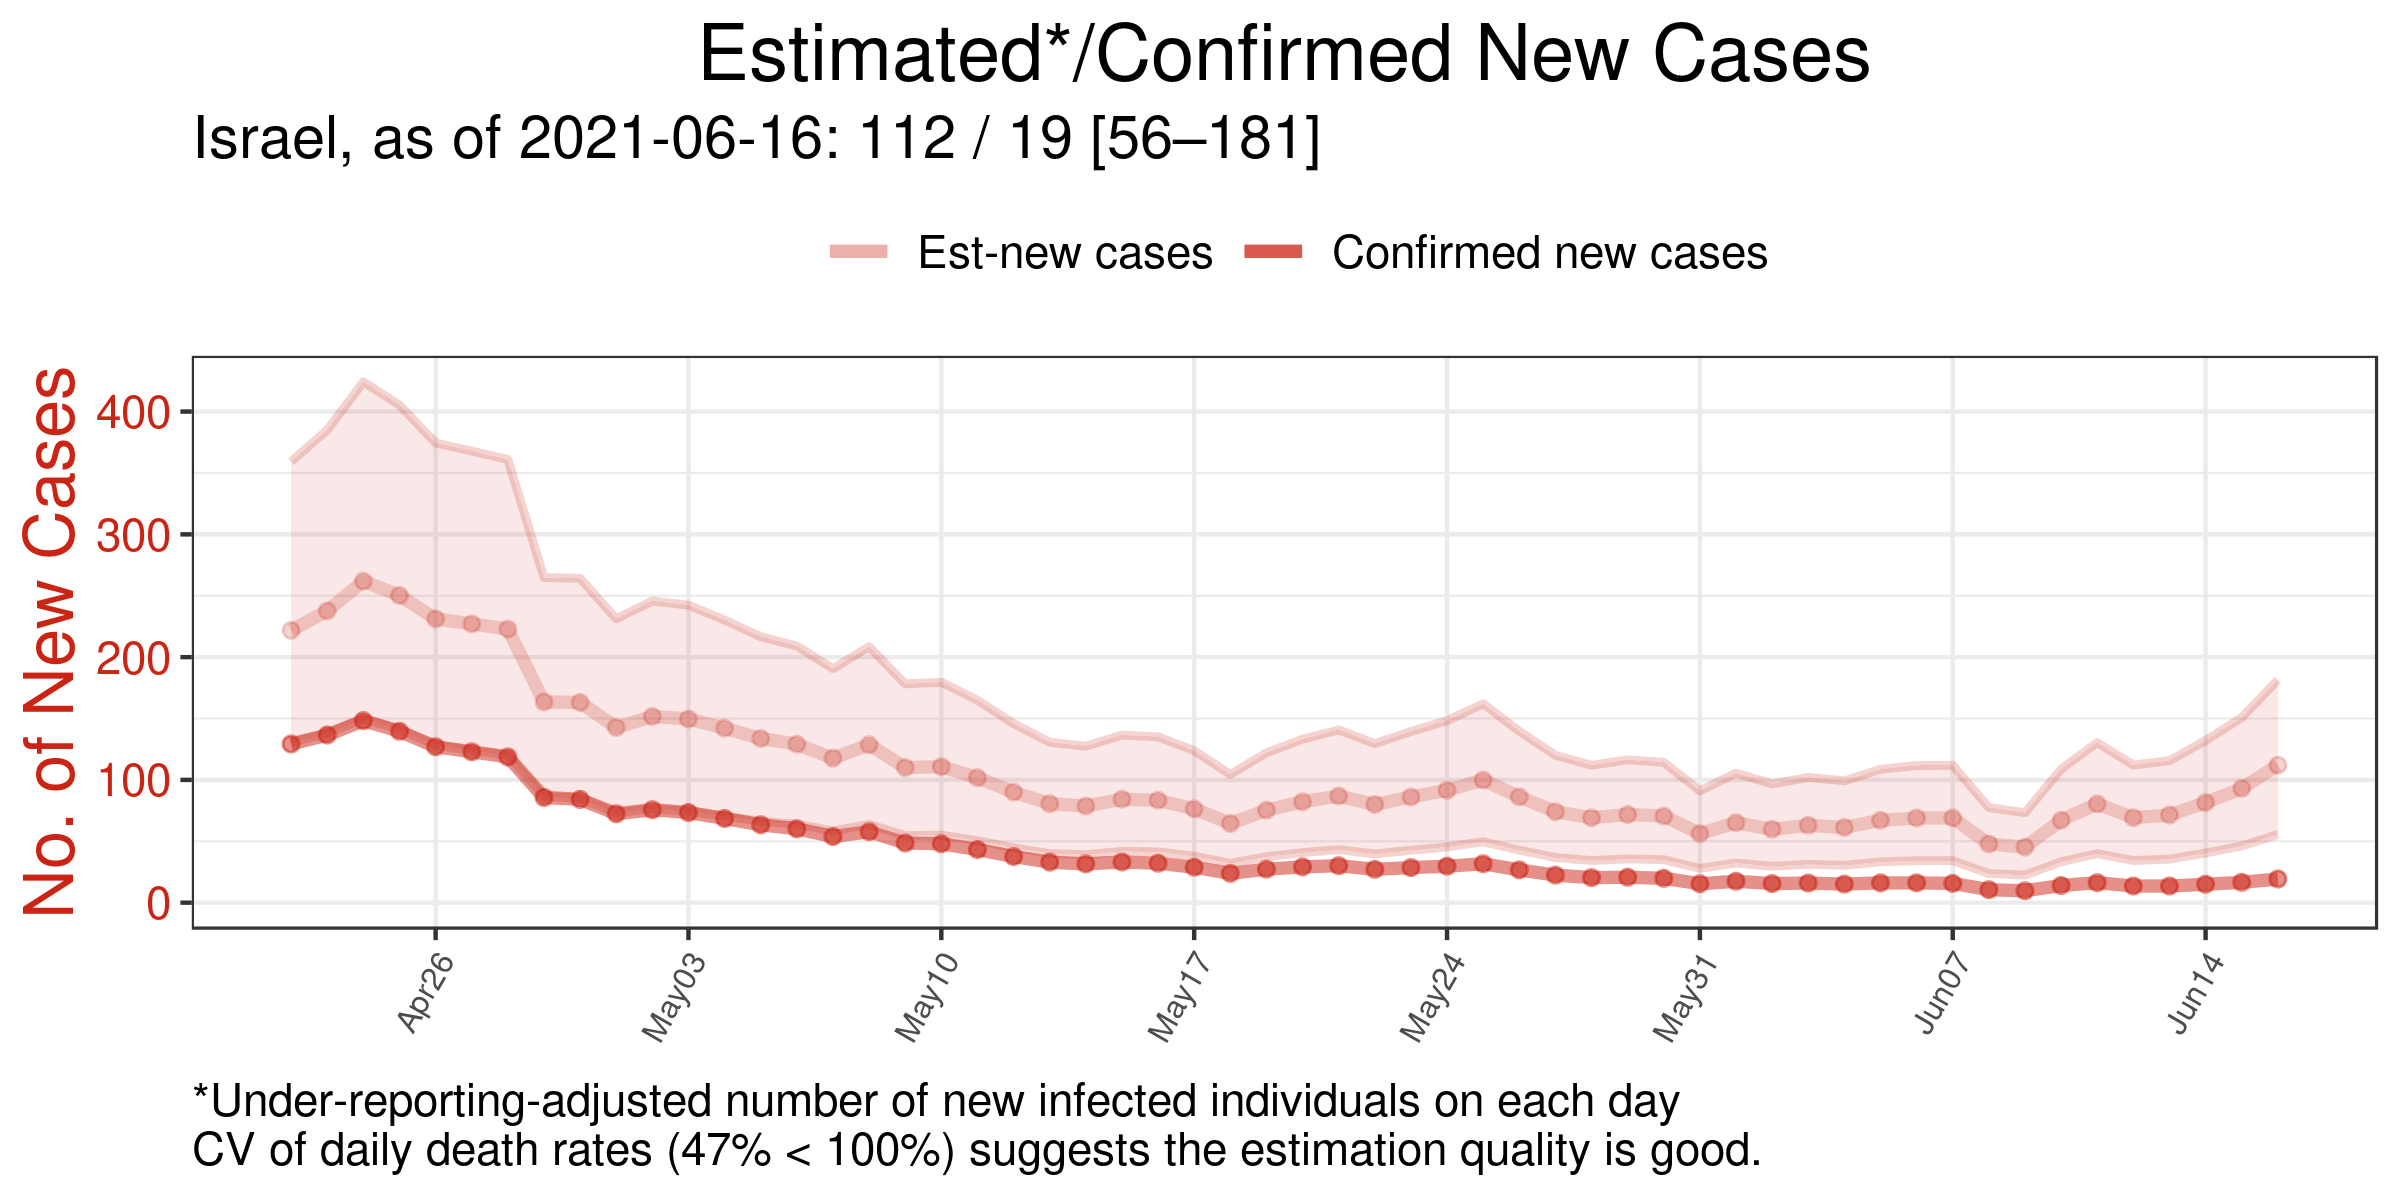 Estimated*/Confirmed New Cases
Israel, as of 2021-06-16: 112 / 19 [56–181]
Est-new cases
Confirmed new cases
No. of New Cases
400
300
200
100
0
Apr26
May03
May10
May17
May24
May31
Jun07
Jun14
*Under-reporting-adjusted number of new infected individuals on each day
CV of daily death rates (47% < 100%) suggests the estimation quality is good.